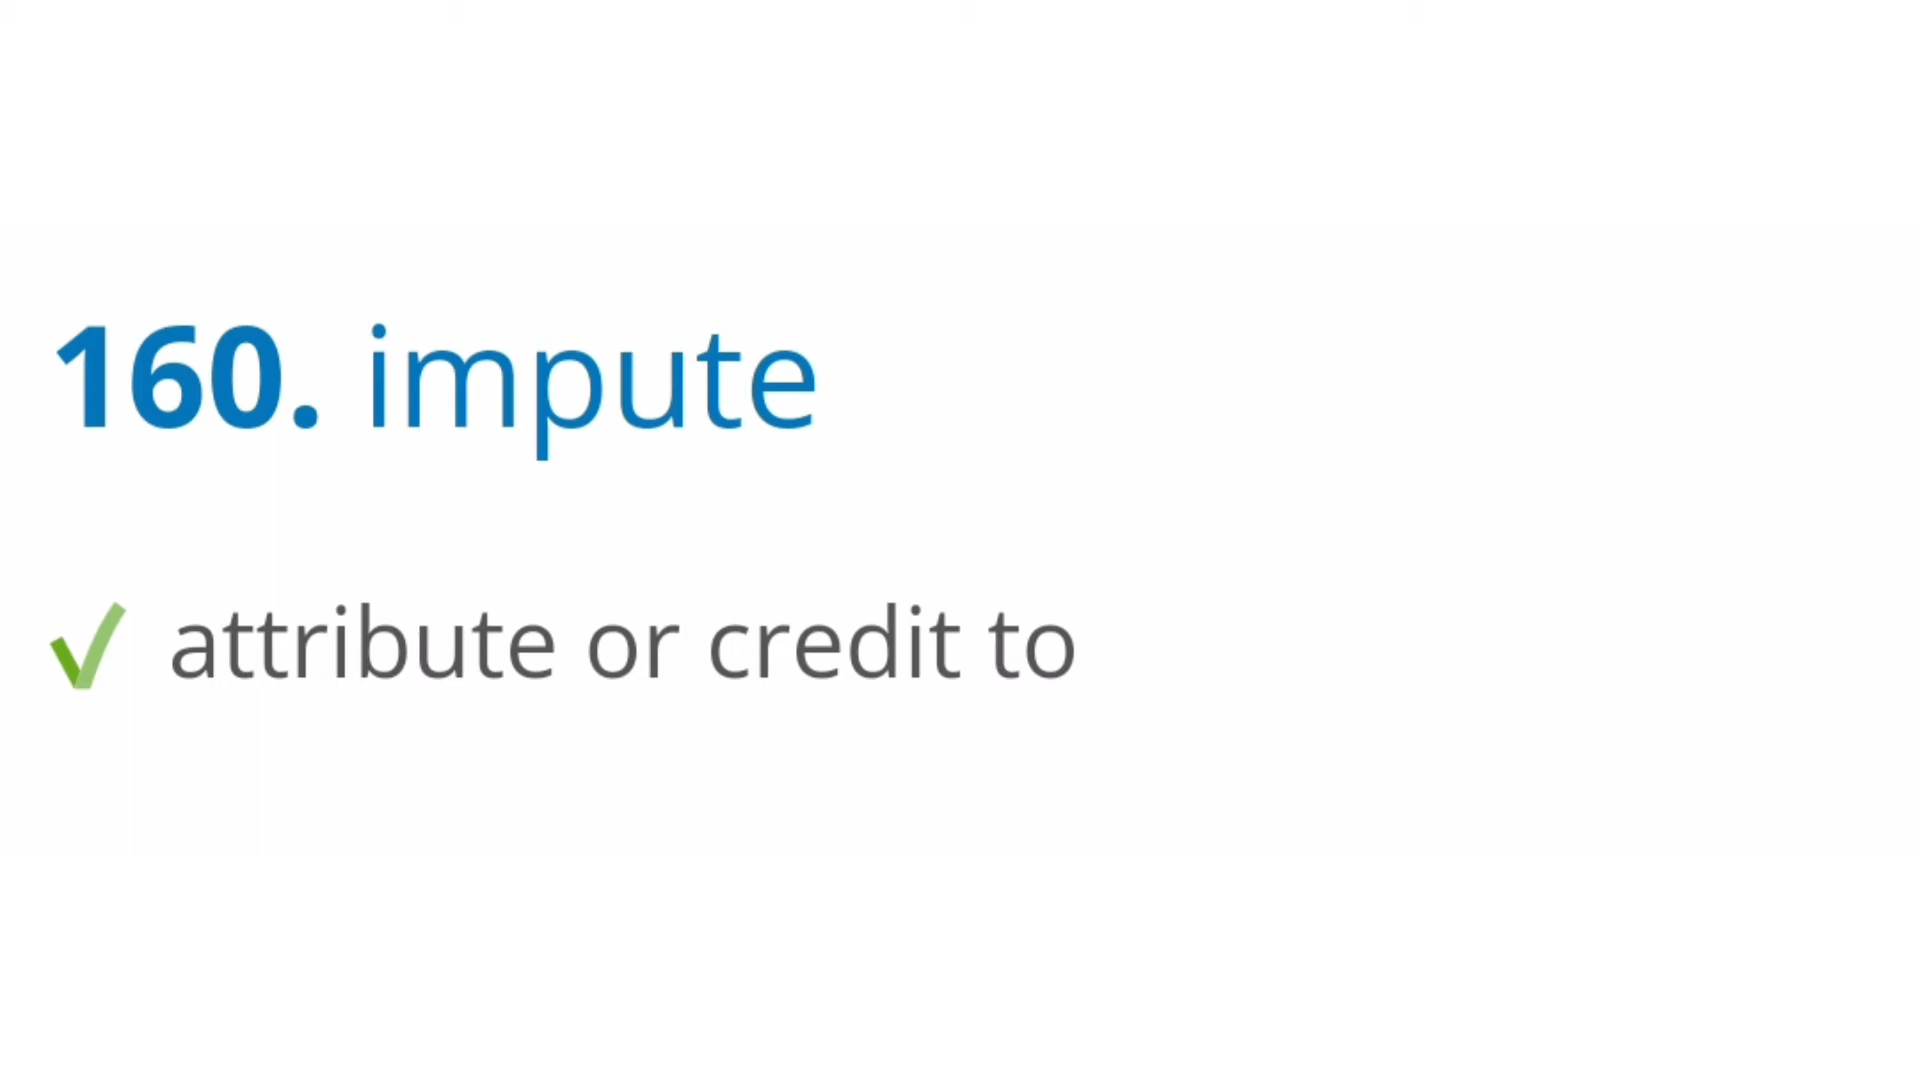 160. impute
✓ attribute or credit to